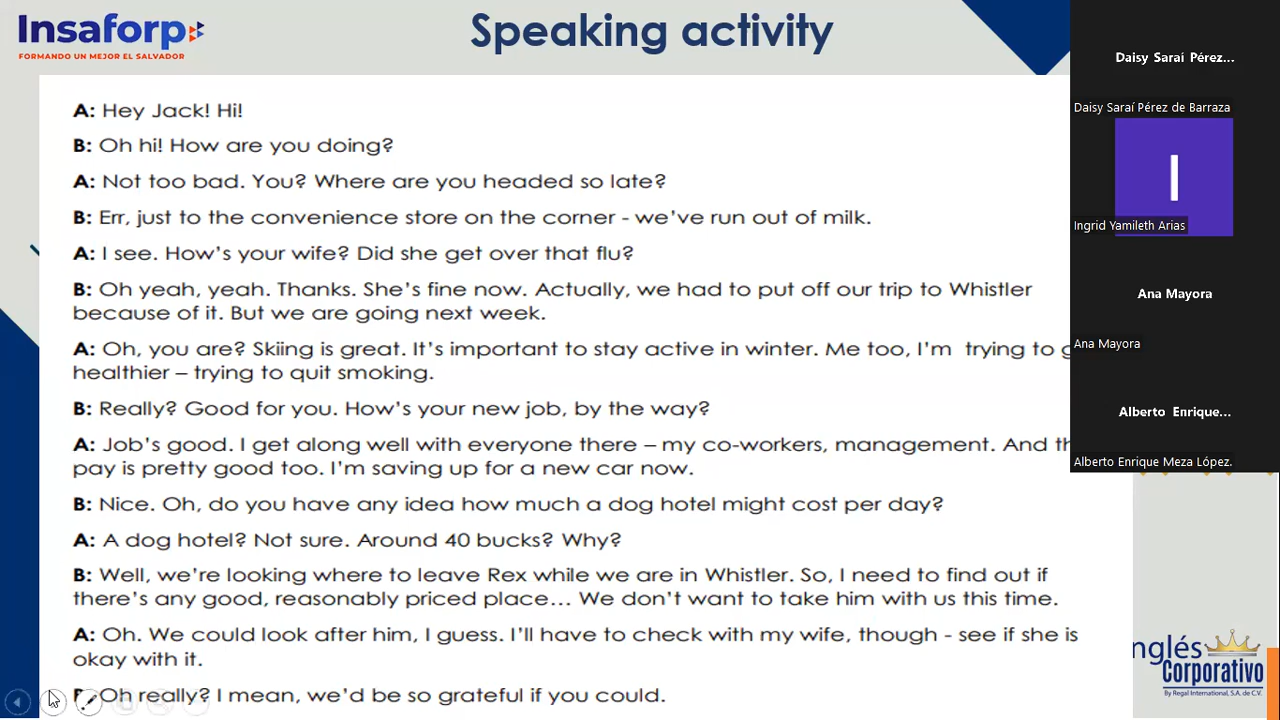 Insaforp
FORMANDO UN MEJOR EL SALVADOR
Speaking activity
A: Hey Jack! Hi!
B: Oh hi! How are you doing?
A: Not too bad. You? Where are you headed so late?
B: Err, just to the convenience store on the corner - we’ve run out of milk.
A: I see. How’s your wife? Did she get over that flu?
B: Oh yeah, yeah. Thanks. She’s fine now. Actually, we had to put off our trip to Whistler
because of it. But we are going next week.
A: Oh, you are? Skiing is great. It’s important to stay active in winter. Me too, I’m trying to
healthier – trying to quit smoking.
B: Really? Good for you. How’s your new job, by the way?
A: Job’s good. I get along well with everyone there – my co-workers, management. And
pay is pretty good too. I’m saving up for a new car now.
B: Nice. Oh, do you have any idea how much a dog hotel might cost per day?
A: A dog hotel? Not sure. Around 40 bucks? Why?
B: Well, we’re looking where to leave Rex while we are in Whistler. So, I need to find out if
there’s any good, reasonably priced place… We don’t want to take him with us this time.
A: Oh. We could look after him, I guess. I’ll have to check with my wife, though - see if she is
okay with it.
Oh really? I mean, we’d be so grateful if you could.
Daisy Saraí Pérez...
Daisy Saraí Pérez de Barraza
I
Ingrid Yamileth Arias
Ana Mayora
Ana Mayora
Alberto Enrique...
Alberto Enrique Meza López.
nglés
Corporativo
By Regal International, S.A. de C.V.